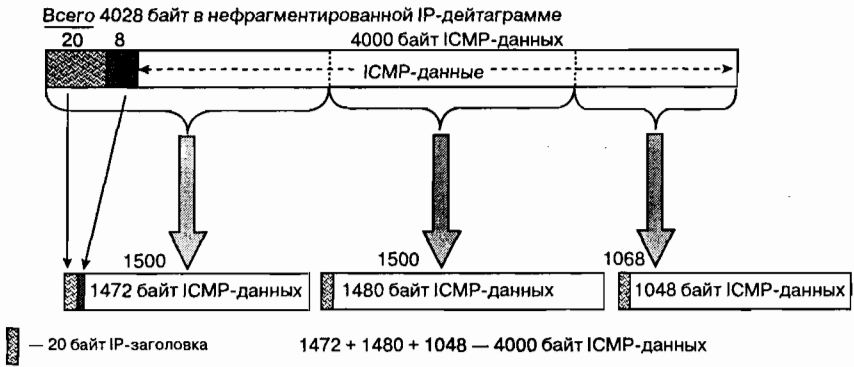 Всего 4028 байт в нефрагментированной IP-дейтаграмме
20 8 4000 байт ICMP-данных
ICMP-данные
1500 1500 1068
1472 байт ICMP-данных 1480 байт ICMP-данных 1048 байт ICMP-данных
— 20 байт IP-заголовка 1472 + 1480 + 1048 — 4000 байт ICMP-данных